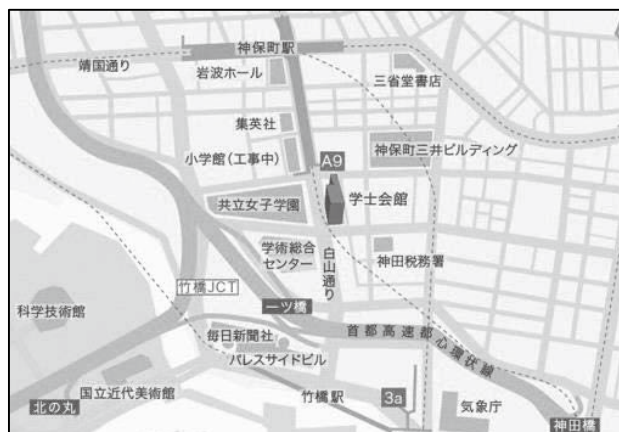 神保町駅
靖国通り
岩波ホール
三省堂書店
集英社
神保町三井ビルディング
小学館(工事中)
A9
共立女子学園
学士会館
学術総合
センター
白山通り
神田税務署
竹橋JCT
一ツ橋
科学技術館
毎日新聞社
首都高速都心環状線
パレスサイドビル
国立近代美術館
竹橋駅
3a
気象庁
北の丸
神田橋